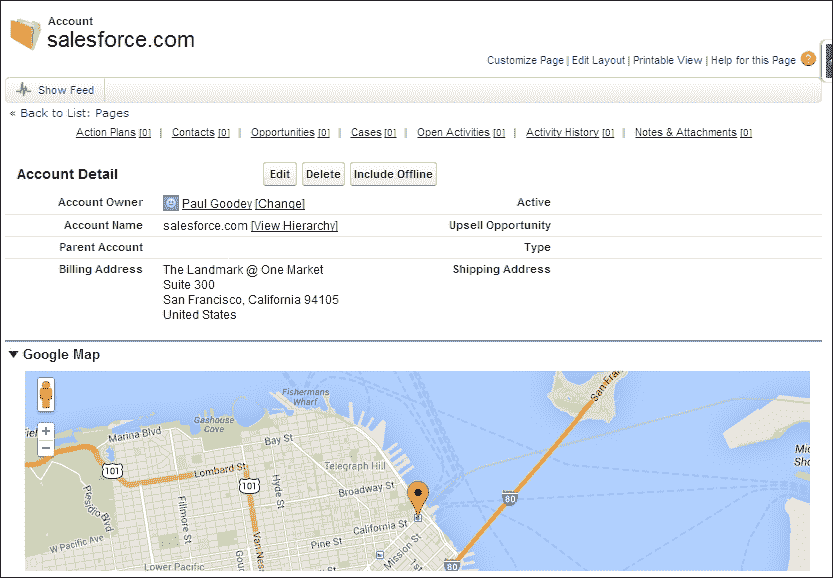 Account
salesforce.com
Customize Page | Edit Layout | Printable View | Help for this Page ?
Show Feed
« Back to List: Pages
Action Plans [0] | Contacts [0] | Opportunities [0] | Cases [0] | Open Activities [0] | Activity History [0] | Notes & Attachments [0]
Account Detail Edit Delete Include Offline
Account Owner Paul Goodey [Change] Active
Account Name salesforce.com [View Hierarchy] Upsell Opportunity
Parent Account Type
Billing Address The Landmark @ One Market Shipping Address
Suite 300
San Francisco, California 94105
United States
Google Map
San Fra
Fishermans
Wharf
Gashouse
Cove
Marina Blvd
Bay St
Telegraph Hill
Lombard St
101
101
Hyde St
Broadway St
80
Presidio Blvd
Fillmore St
California St
W Pacific Ave
Pine St
Mission St
Van Ness
Gou
1st
Lower Pacific
80